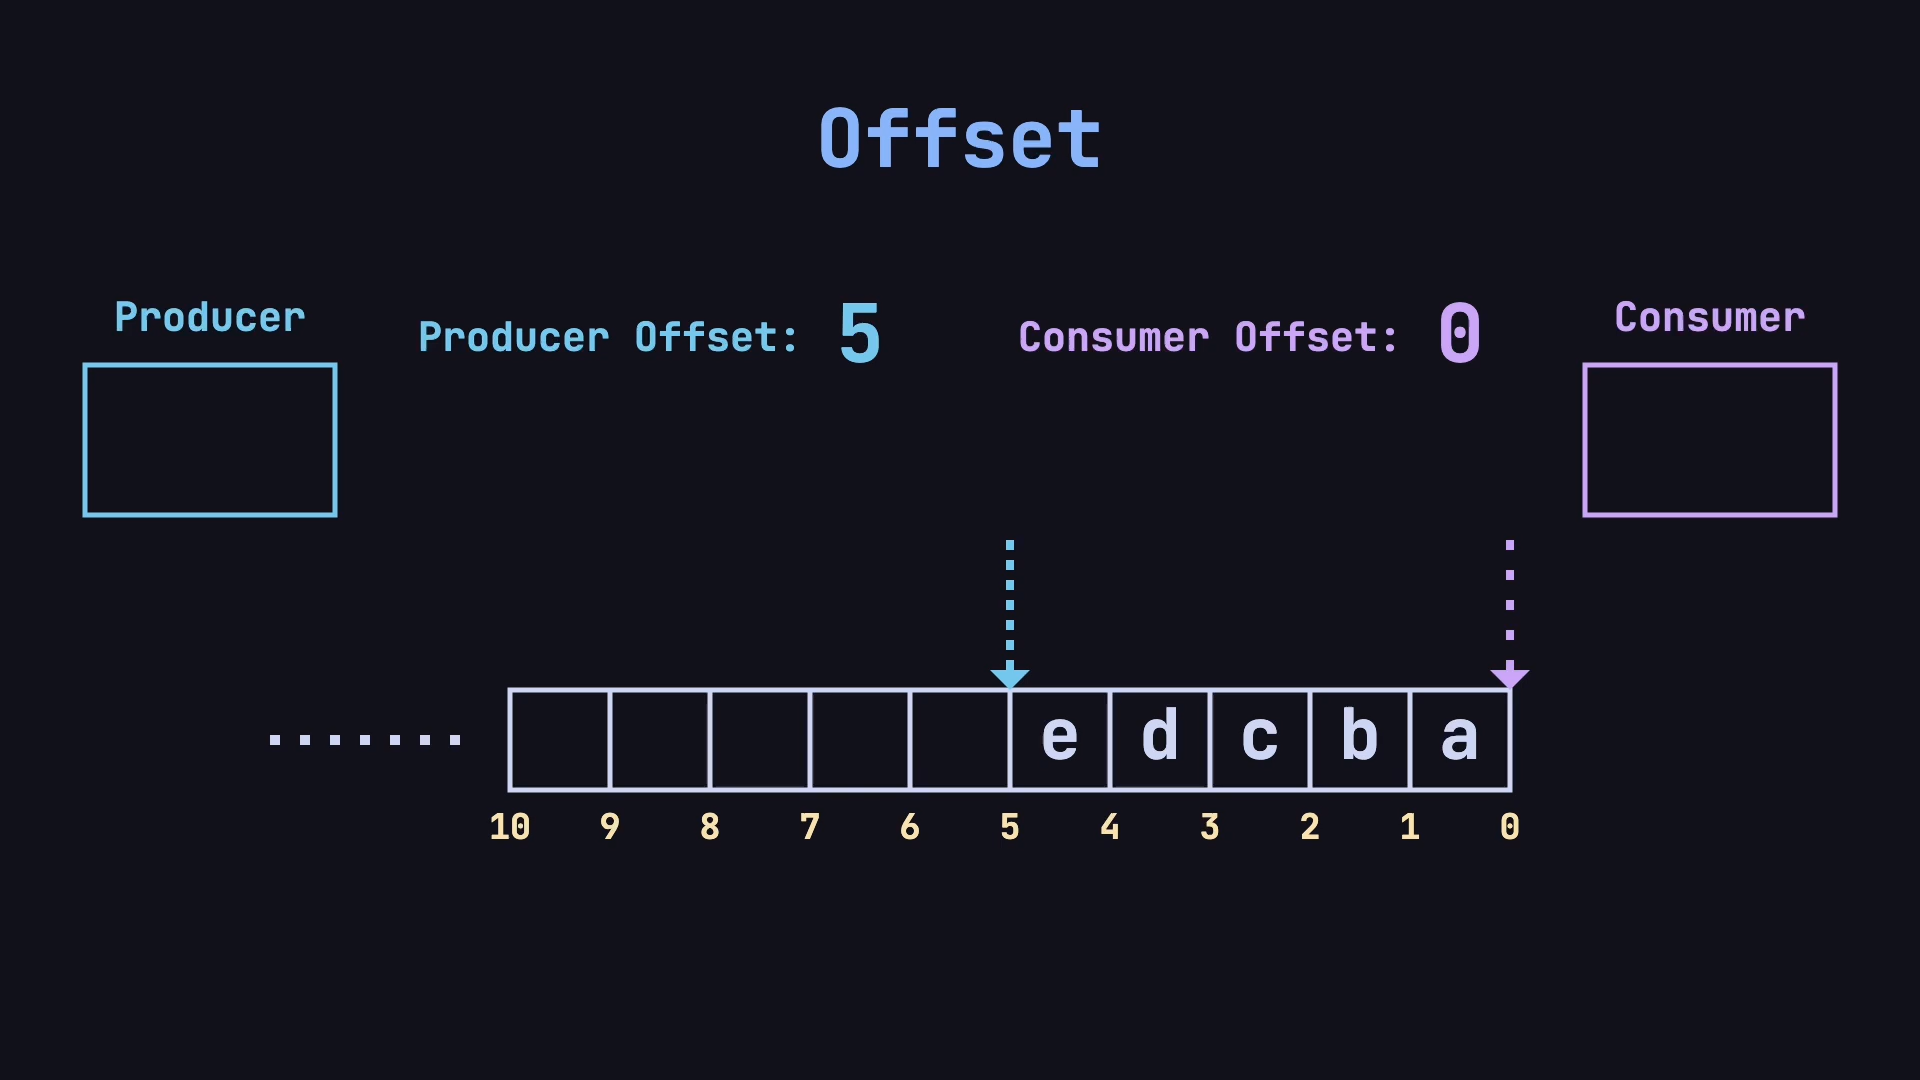 Offset
Producer
Producer Offset: 5
Consumer Offset: 0
Consumer
e d c b a
10 9 8 7 6 5 4 3 2 1 0